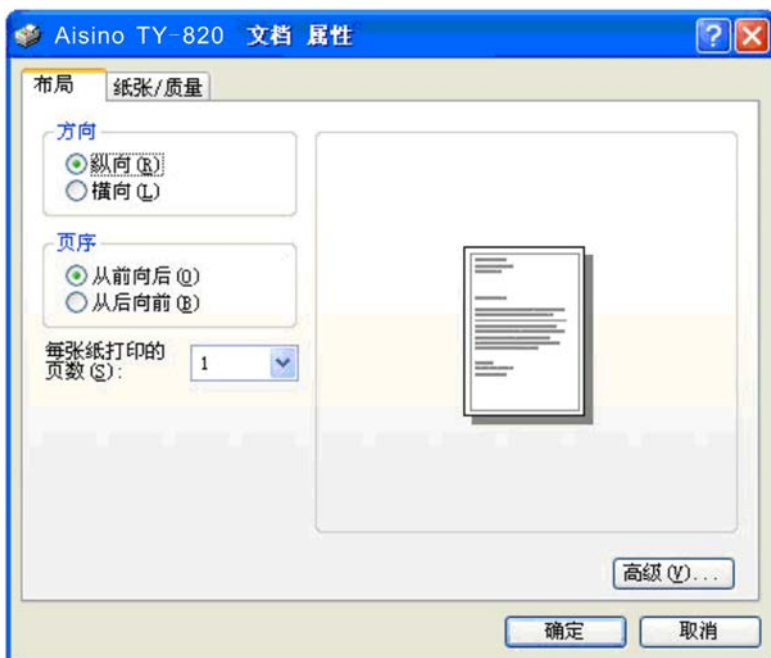 Aisino TY-820 文档 属性
布局
纸张/质量
方向
纵向(R)
横向(L)
页序
从前向后(O)
从后向前(B)
每张纸打印的
页数(S):
1
高级(V)...
确定
取消